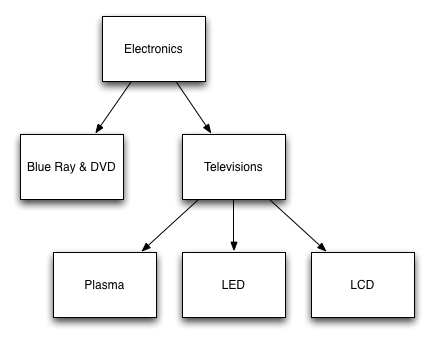 Electronics
Blue Ray & DVD
Televisions
Plasma
LED
LCD